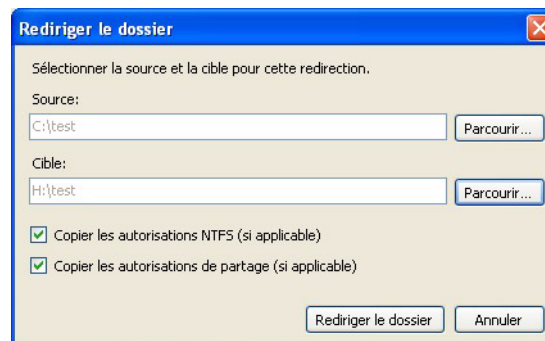 Rediriger le dossier
Sélectionner la source et la cible pour cette redirection.
Source:
C:\test
Parcourir...
Cible:
H:\test
Parcourir...
Copier les autorisations NTFS (si applicable)
Copier les autorisations de partage (si applicable)
Rediriger le dossier
Annuler